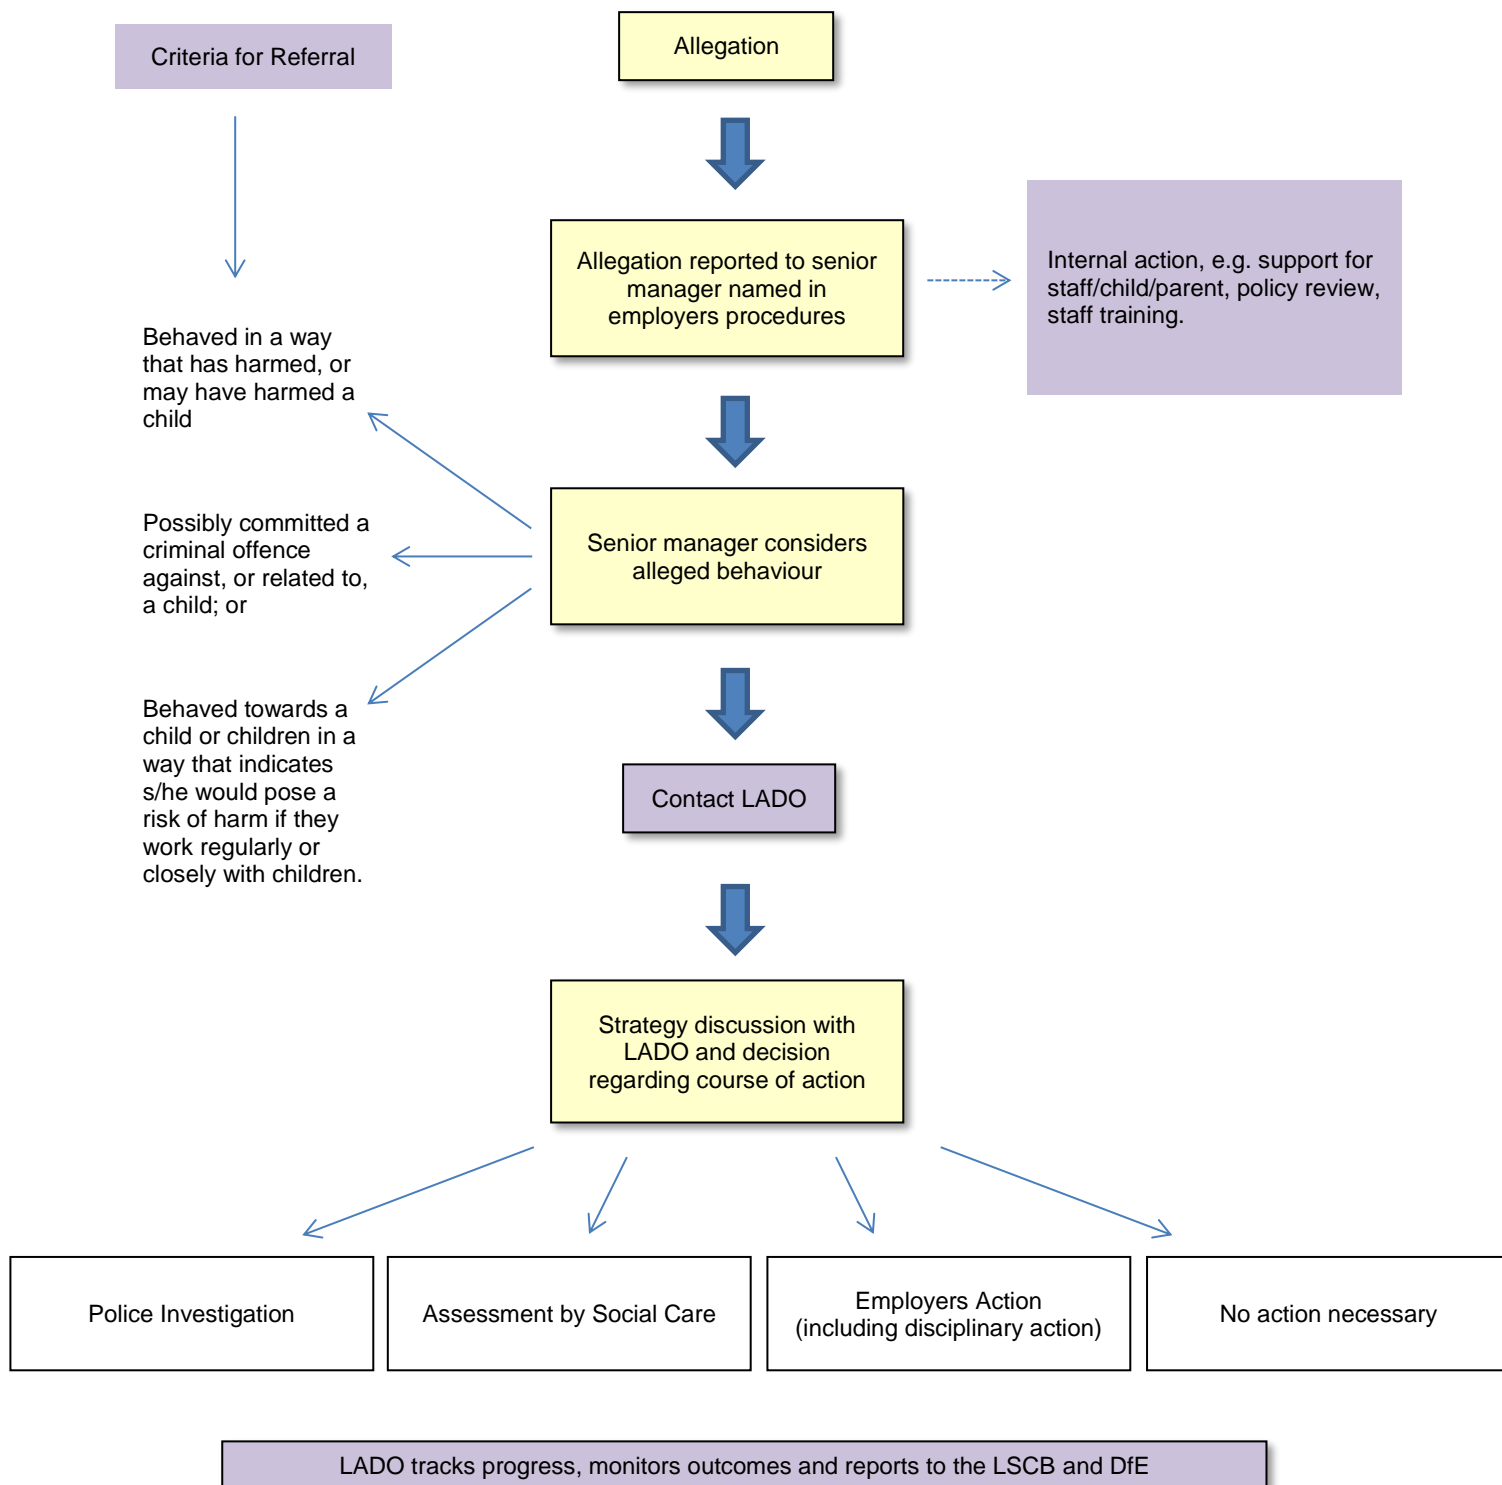 Criteria for Referral
Allegation
Allegation reported to senior
manager named in
employers procedures
Internal action, e.g. support for
staff/child/parent, policy review,
staff training.
Behaved in a way
that has harmed, or
may have harmed a
child
Possibly committed a
criminal offence
against, or related to,
a child; or
Senior manager considers
alleged behaviour
Behaved towards a
child or children in a
way that indicates
s/he would pose a
risk of harm if they
work regularly or
closely with children.
Contact LADO
Strategy discussion with
LADO and decision
regarding course of action
Police Investigation
Assessment by Social Care
Employers Action
(including disciplinary action)
No action necessary
LADO tracks progress, monitors outcomes and reports to the LSCB and DfE